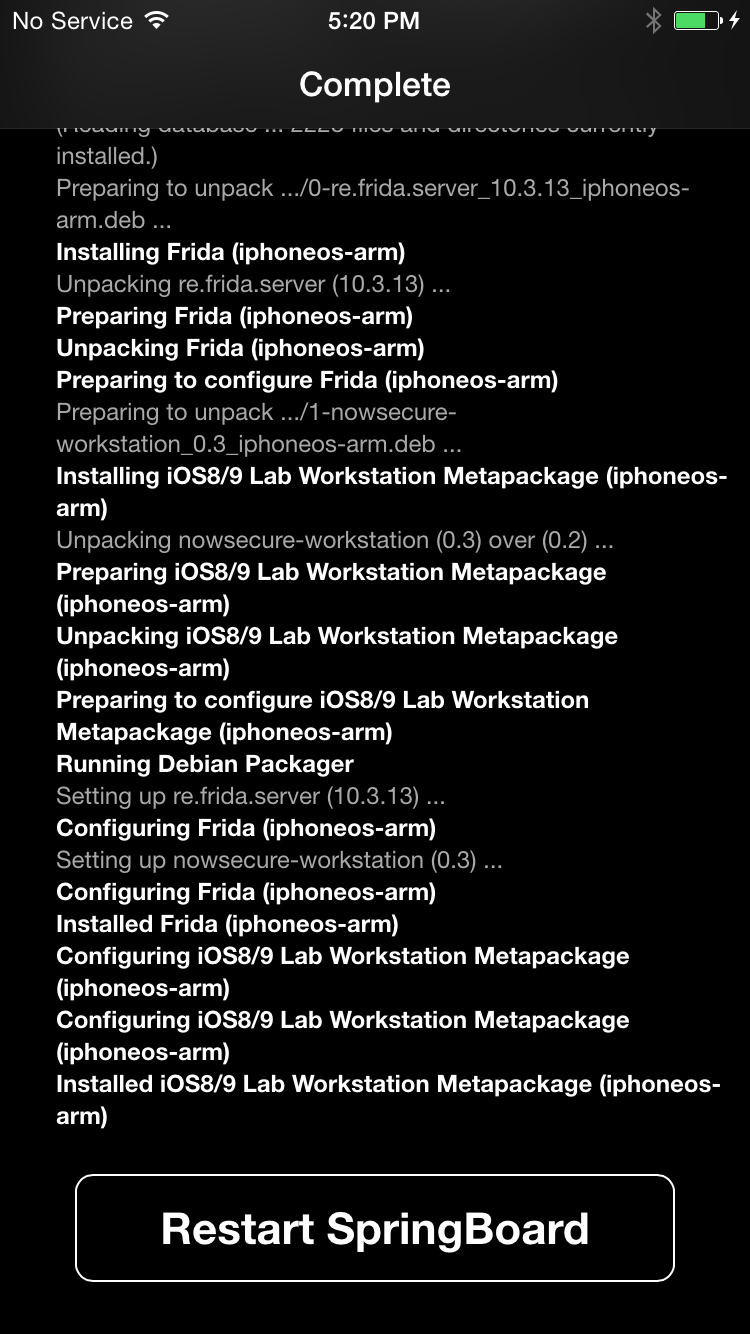 No Service
5:20 PM
Complete
(Reading database ... 2225 files and directories currently
installed.)
Preparing to unpack .../0-re.frida.server_10.3.13_iphoneos-
arm.deb ...
Installing Frida (iphoneos-arm)
Unpacking re.frida.server (10.3.13) ...
Preparing Frida (iphoneos-arm)
Unpacking Frida (iphoneos-arm)
Preparing to configure Frida (iphoneos-arm)
Preparing to unpack .../1-nowsecure-
workstation_0.3_iphoneos-arm.deb ...
Installing iOS8/9 Lab Workstation Metapackage (iphoneos-
arm)
Unpacking nowsecure-workstation (0.3) over (0.2) ...
Preparing iOS8/9 Lab Workstation Metapackage
(iphoneos-arm)
Unpacking iOS8/9 Lab Workstation Metapackage
(iphoneos-arm)
Preparing to configure iOS8/9 Lab Workstation
Metapackage (iphoneos-arm)
Running Debian Packager
Setting up re.frida.server (10.3.13) ...
Configuring Frida (iphoneos-arm)
Setting up nowsecure-workstation (0.3) ...
Configuring Frida (iphoneos-arm)
Installed Frida (iphoneos-arm)
Configuring iOS8/9 Lab Workstation Metapackage
(iphoneos-arm)
Configuring iOS8/9 Lab Workstation Metapackage
(iphoneos-arm)
Installed iOS8/9 Lab Workstation Metapackage (iphoneos-
arm)
Restart SpringBoard